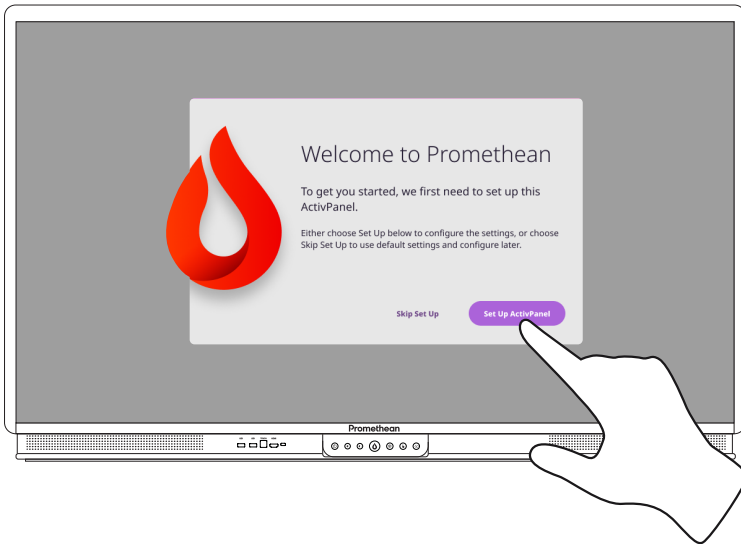 Welcome to Promethean
To get you started, we first need to set up this
ActivPanel.
Either choose Set Up below to configure the settings, or choose
Skip Set Up to use default settings and configure later.
Skip Set Up
Set Up ActivPanel
Promethean